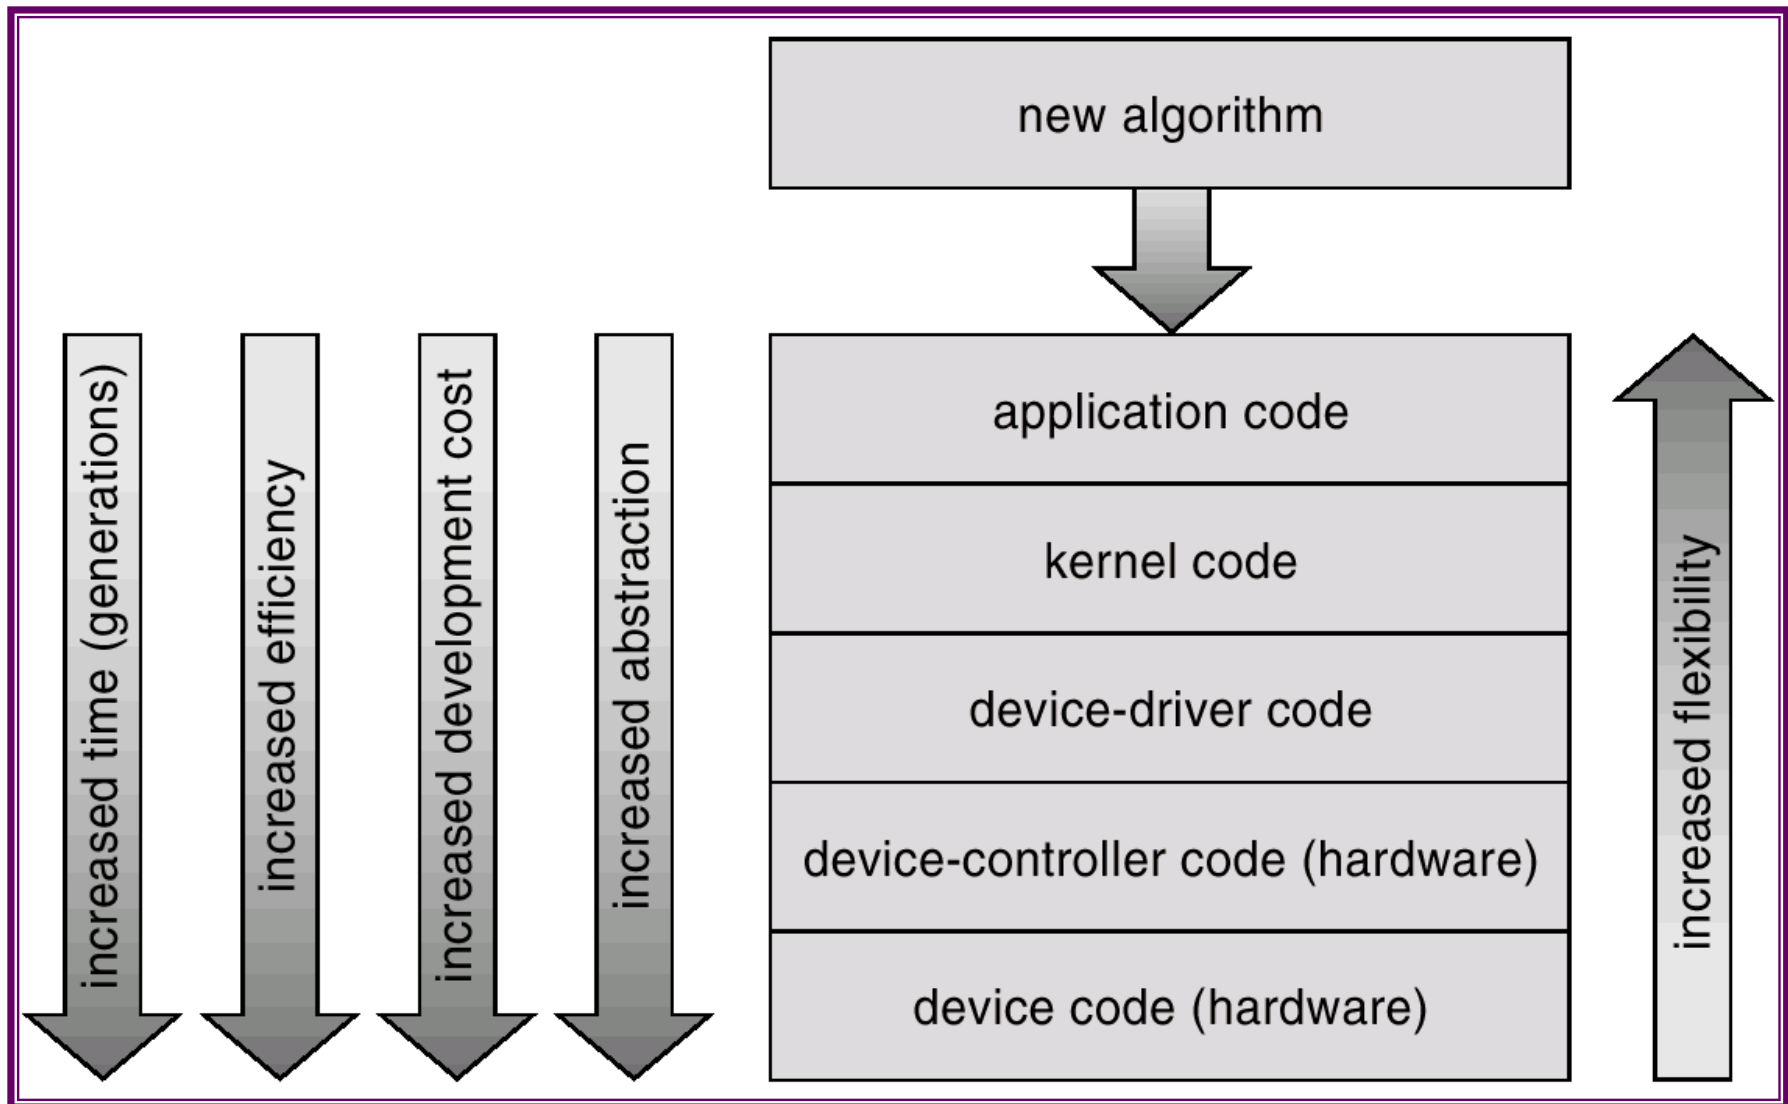 new algorithm
increased time (generations)
increased efficiency
increased development cost
increased abstraction
application code
kernel code
device-driver code
device-controller code (hardware)
device code (hardware)
increased flexibility